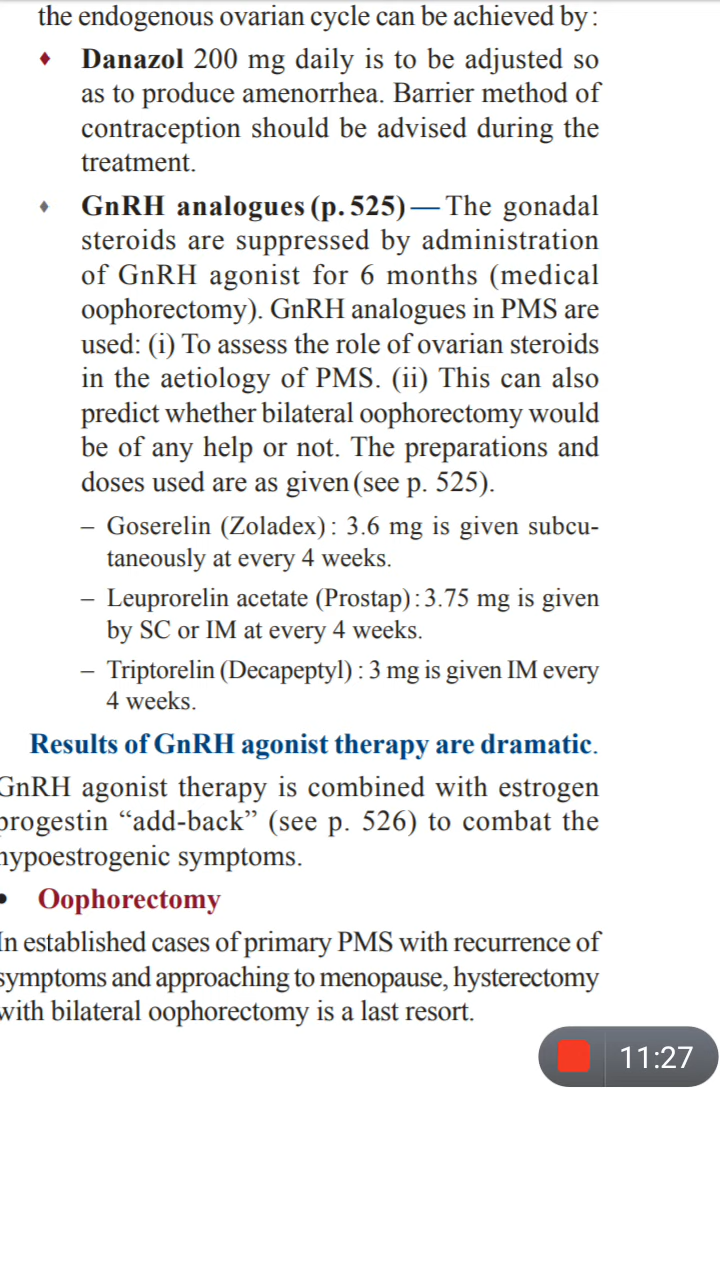 the endogenous ovarian cycle can be achieved by:
♦ Danazol 200 mg daily is to be adjusted so
as to produce amenorrhea. Barrier method of
contraception should be advised during the
treatment.
♦ GnRH analogues (p. 525)—The gonadal
steroids are suppressed by administration
of GnRH agonist for 6 months (medical
oophorectomy). GnRH analogues in PMS are
used: (i) To assess the role of ovarian steroids
in the aetiology of PMS. (ii) This can also
predict whether bilateral oophorectomy would
be of any help or not. The preparations and
doses used are as given (see p. 525).
– Goserelin (Zoladex): 3.6 mg is given subcu-
taneously at every 4 weeks.
– Leuprorelin acetate (Prostap): 3.75 mg is given
by SC or IM at every 4 weeks.
– Triptorelin (Decapeptyl) : 3 mg is given IM every
4 weeks.
Results of GnRH agonist therapy are dramatic.
GnRH agonist therapy is combined with estrogen
progestin “add-back” (see p. 526) to combat the
hypoestrogenic symptoms.
• Oophorectomy
In established cases of primary PMS with recurrence of
symptoms and approaching to menopause, hysterectomy
with bilateral oophorectomy is a last resort.
11:27